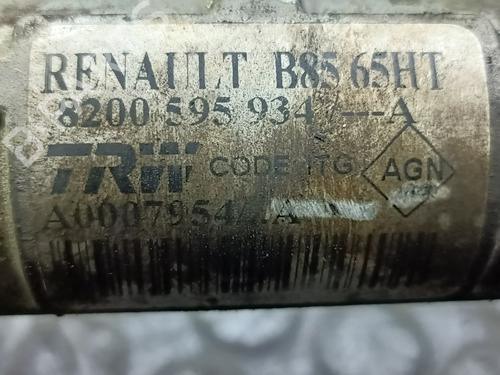 RENAULT B85 65HT
8200 595 934 ---A
TRW CODE ITG AGN
A0007954